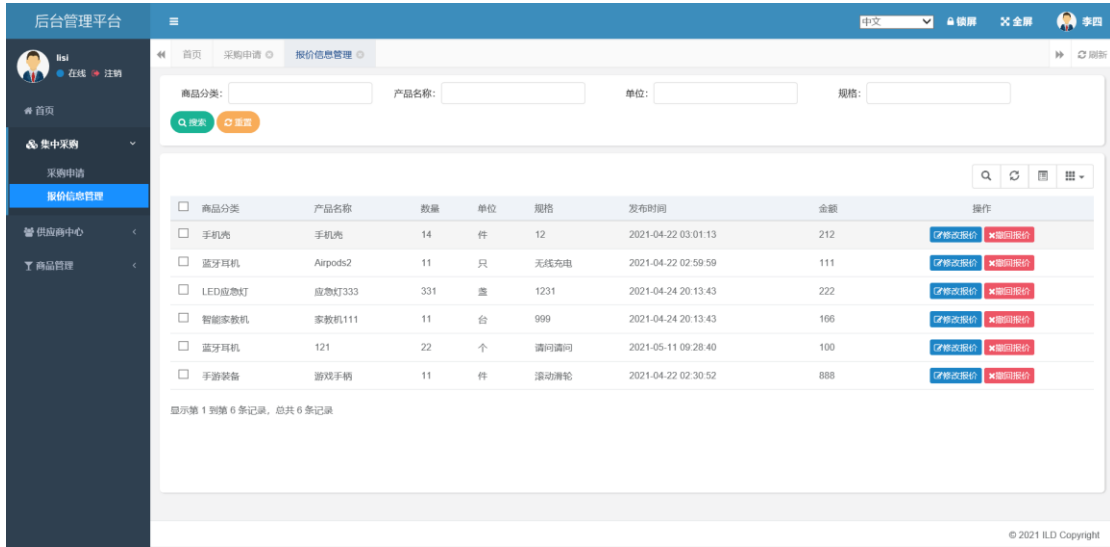 后台管理平台 中文 锁屏 全屏 李四
lisi
在线 注销
首页 采购申请 报价信息管理 刷新
首页
集中采购
采购申请
报价信息管理
供应商中心
商品管理
商品分类: 产品名称: 单位: 规格:
搜索 重置
商品分类 产品名称 数量 单位 规格 发布时间 金额 操作
手机壳 手机壳 14 件 12 2021-04-22 03:01:13 212 修改报价 撤回报价
蓝牙耳机 Airpods2 11 只 无线充电 2021-04-22 02:59:59 111 修改报价 撤回报价
LED应急灯 应急灯333 331 盏 1231 2021-04-24 20:13:43 222 修改报价 撤回报价
智能家教机 家教机111 11 台 999 2021-04-24 20:13:43 166 修改报价 撤回报价
蓝牙耳机 121 22 个 请问请问 2021-05-11 09:28:40 100 修改报价 撤回报价
手游装备 游戏手柄 11 件 滚动滑轮 2021-04-22 02:30:52 888 修改报价 撤回报价
显示第 1 到第 6 条记录，总共 6 条记录
© 2021 ILD Copyright